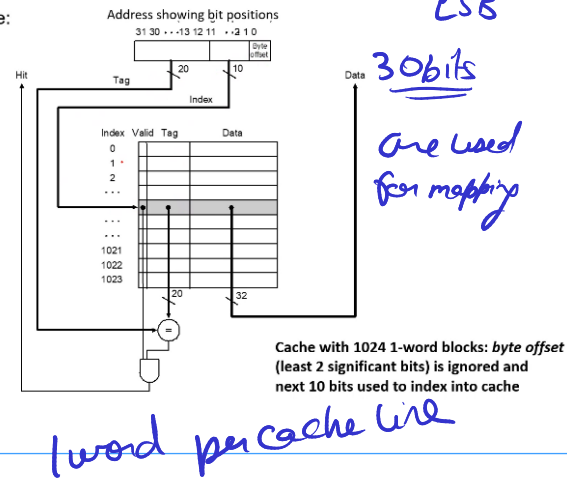 e:
Address showing bit positions
31 30 · · · 13 12 11 · · 2 1 0
Byte
offset
LSB
30bits
are used
for mapping
Hit
Tag
20
10
Data
Index
Index Valid Tag Data
0
1
2
. . .
. . .
. . .
1021
1022
1023
20
32
=
Cache with 1024 1-word blocks: byte offset
(least 2 significant bits) is ignored and
next 10 bits used to index into cache
1 word per cache line